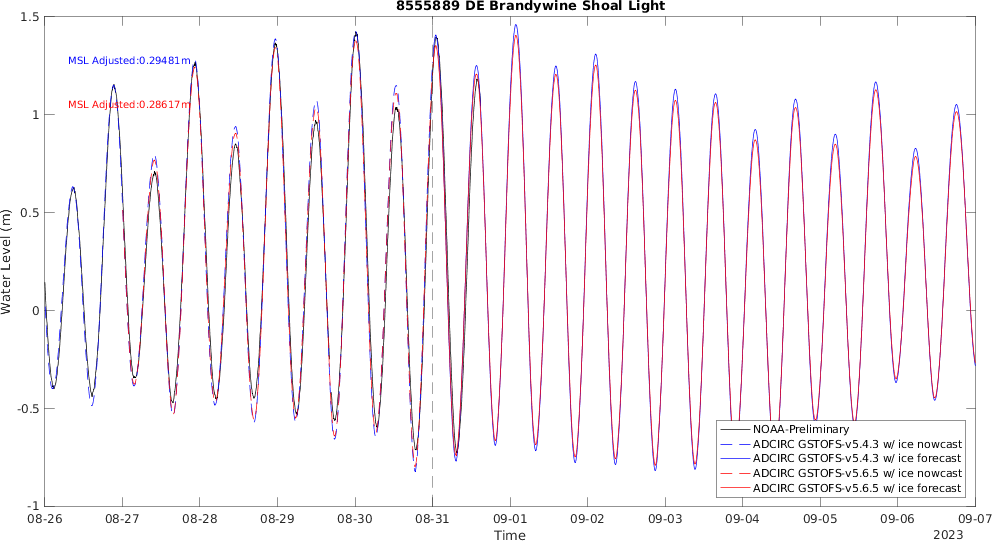 8555889 DE Brandywine Shoal Light
1.5
MSL Adjusted:0.29481m
MSL Adjusted:0.28617m
1
0.5
Water Level (m)
0
-0.5
NOAA-Preliminary
ADCIRC GSTOFS-v5.4.3 w/ ice nowcast
ADCIRC GSTOFS-v5.4.3 w/ ice forecast
ADCIRC GSTOFS-v5.6.5 w/ ice nowcast
ADCIRC GSTOFS-v5.6.5 w/ ice forecast
-1
08-26 08-27 08-28 08-29 08-30 08-31 09-01 09-02 09-03 09-04 09-05 09-06 09-07
Time
2023